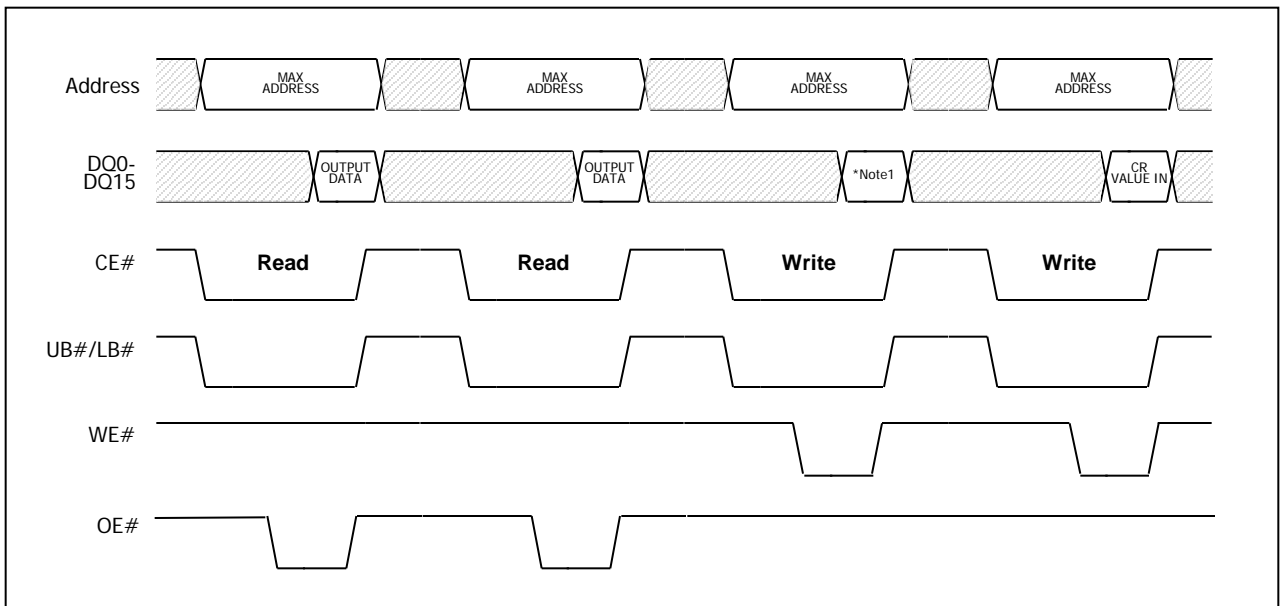 Address
MAX
ADDRESS
MAX
ADDRESS
MAX
ADDRESS
MAX
ADDRESS
DQ0-
DQ15
OUTPUT
DATA
OUTPUT
DATA
*Note1
CR
VALUE IN
CE#
Read
Read
Write
Write
UB#/LB#
WE#
OE#